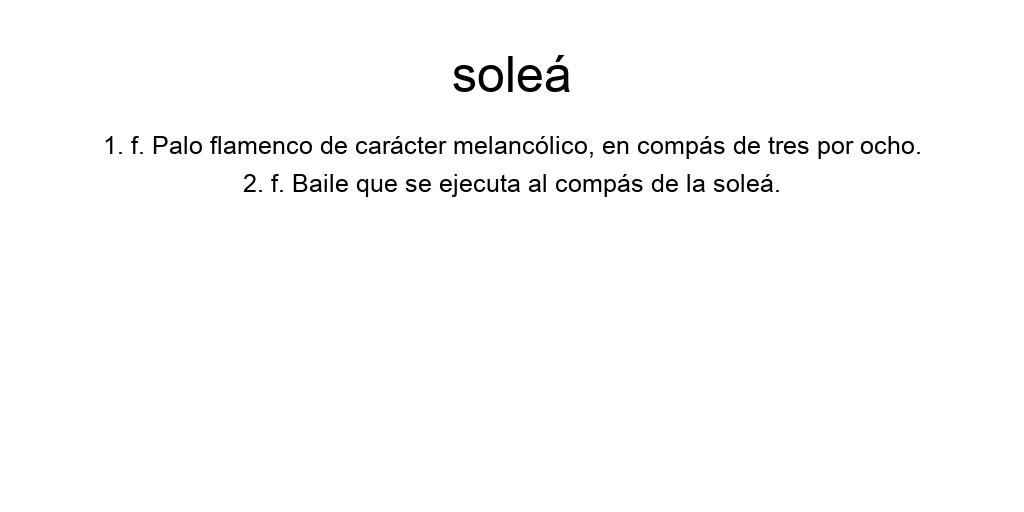 soleá
1. f. Palo flamenco de carácter melancólico, en compás de tres por ocho.
2. f. Baile que se ejecuta al compás de la soleá.